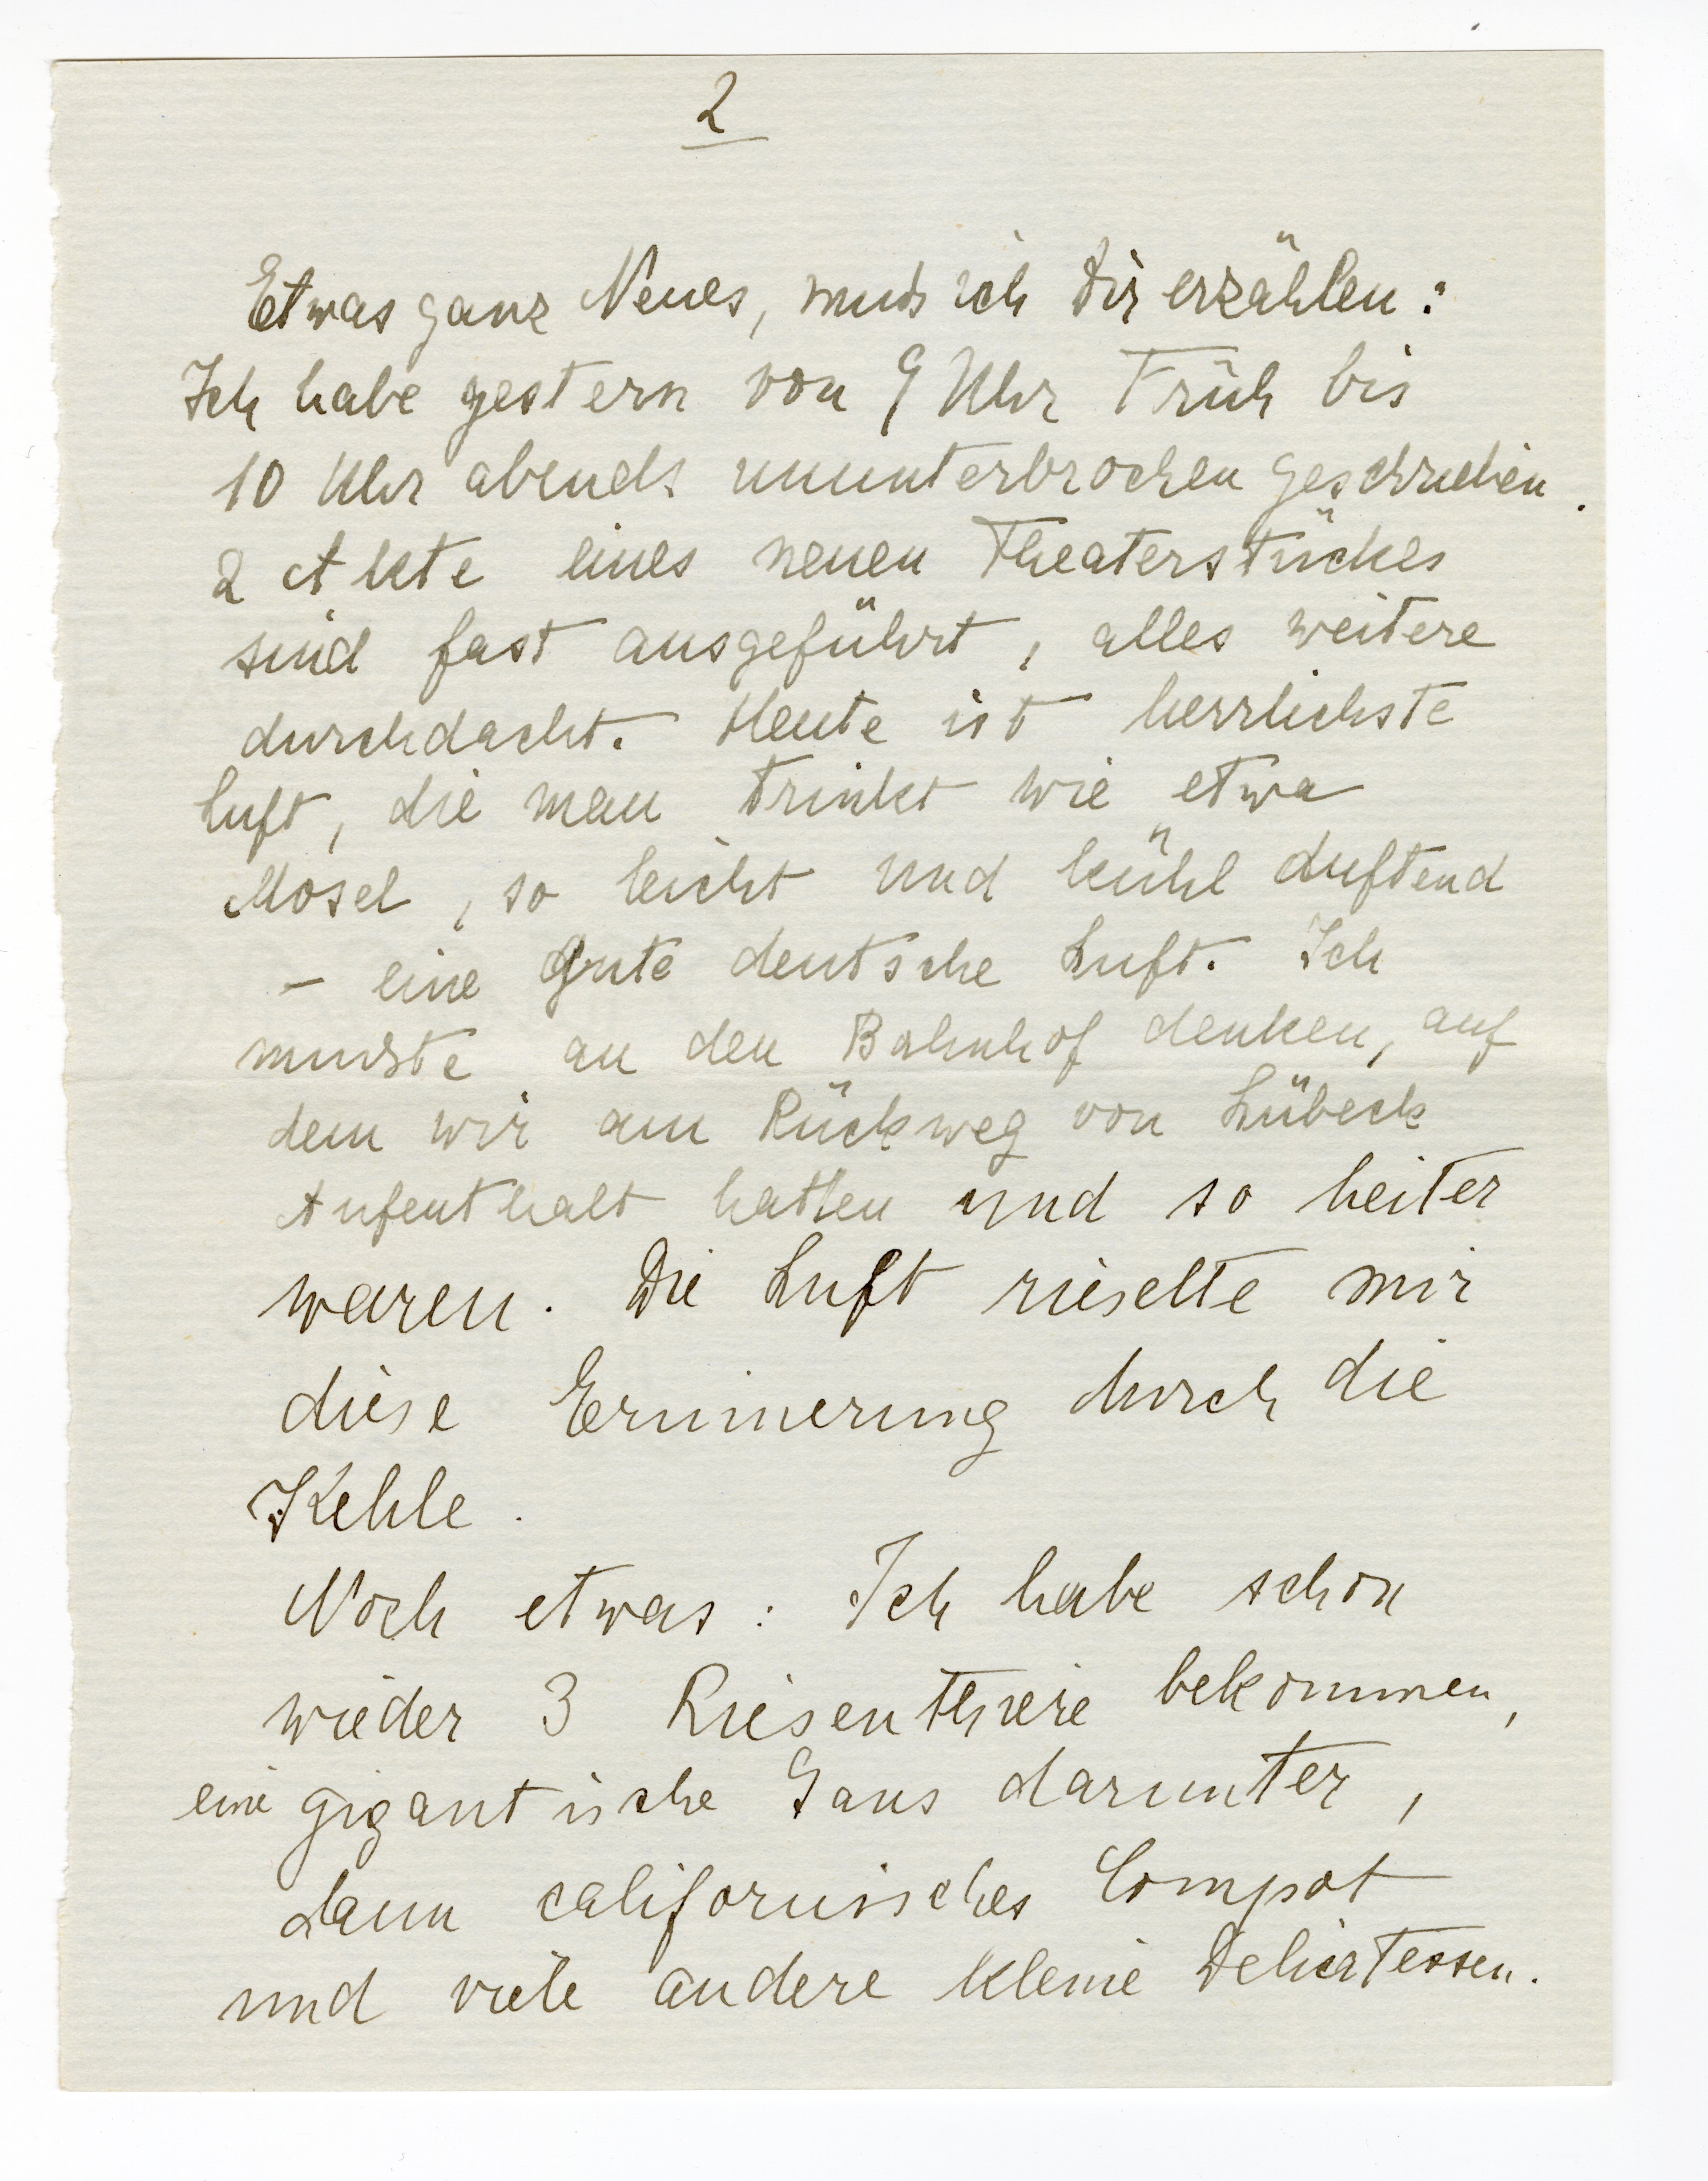 2
Etwas ganz Neues, muß ich Dir erzählen:
Ich habe gestern von 9 Uhr Früh bis
10 Uhr abends ununterbrochen geschrieben.
2 Akte eines neuen Theaterstückes
sind fast ausgeführt, alles weitere
durchdacht. Heute ist herrlichste
Luft, die man trinkt wie etwa
Mosel, so leicht und kühl duftend
– eine gute deutsche Luft. Ich
mußte an den Bahnhof denken, auf
dem wir am Rückweg von Lübeck
Aufenthalt hatten und so heiter
waren. Die Luft rieselte mir
diese Erinnerung durch die
Kehle.
Noch etwas: Ich habe schon
wieder 3 Riesenthiere bekommen,
eine gigantische Gans darunter,
dann californisches Compot
und viele andere kleine Delicatessen.